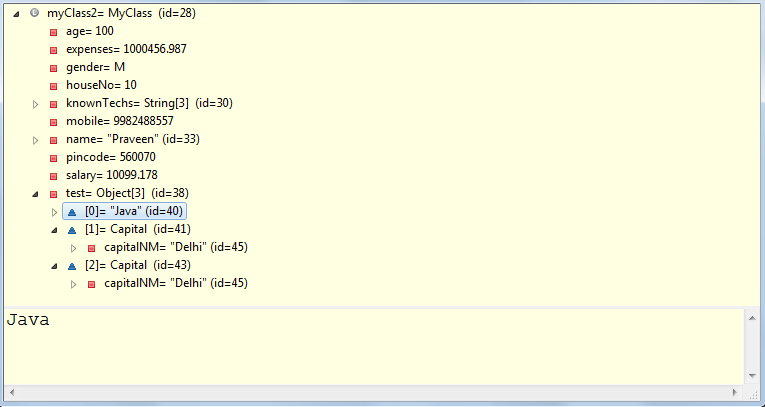 myClass2= MyClass (id=28)
age= 100
expenses= 1000456.987
gender= M
houseNo= 10
knownTechs= String[3] (id=30)
mobile= 9982488557
name= "Praveen" (id=33)
pincode= 560070
salary= 10099.178
test= Object[3] (id=38)
[0]= "Java" (id=40)
[1]= Capital (id=41)
capitalNM= "Delhi" (id=45)
[2]= Capital (id=43)
capitalNM= "Delhi" (id=45)
Java